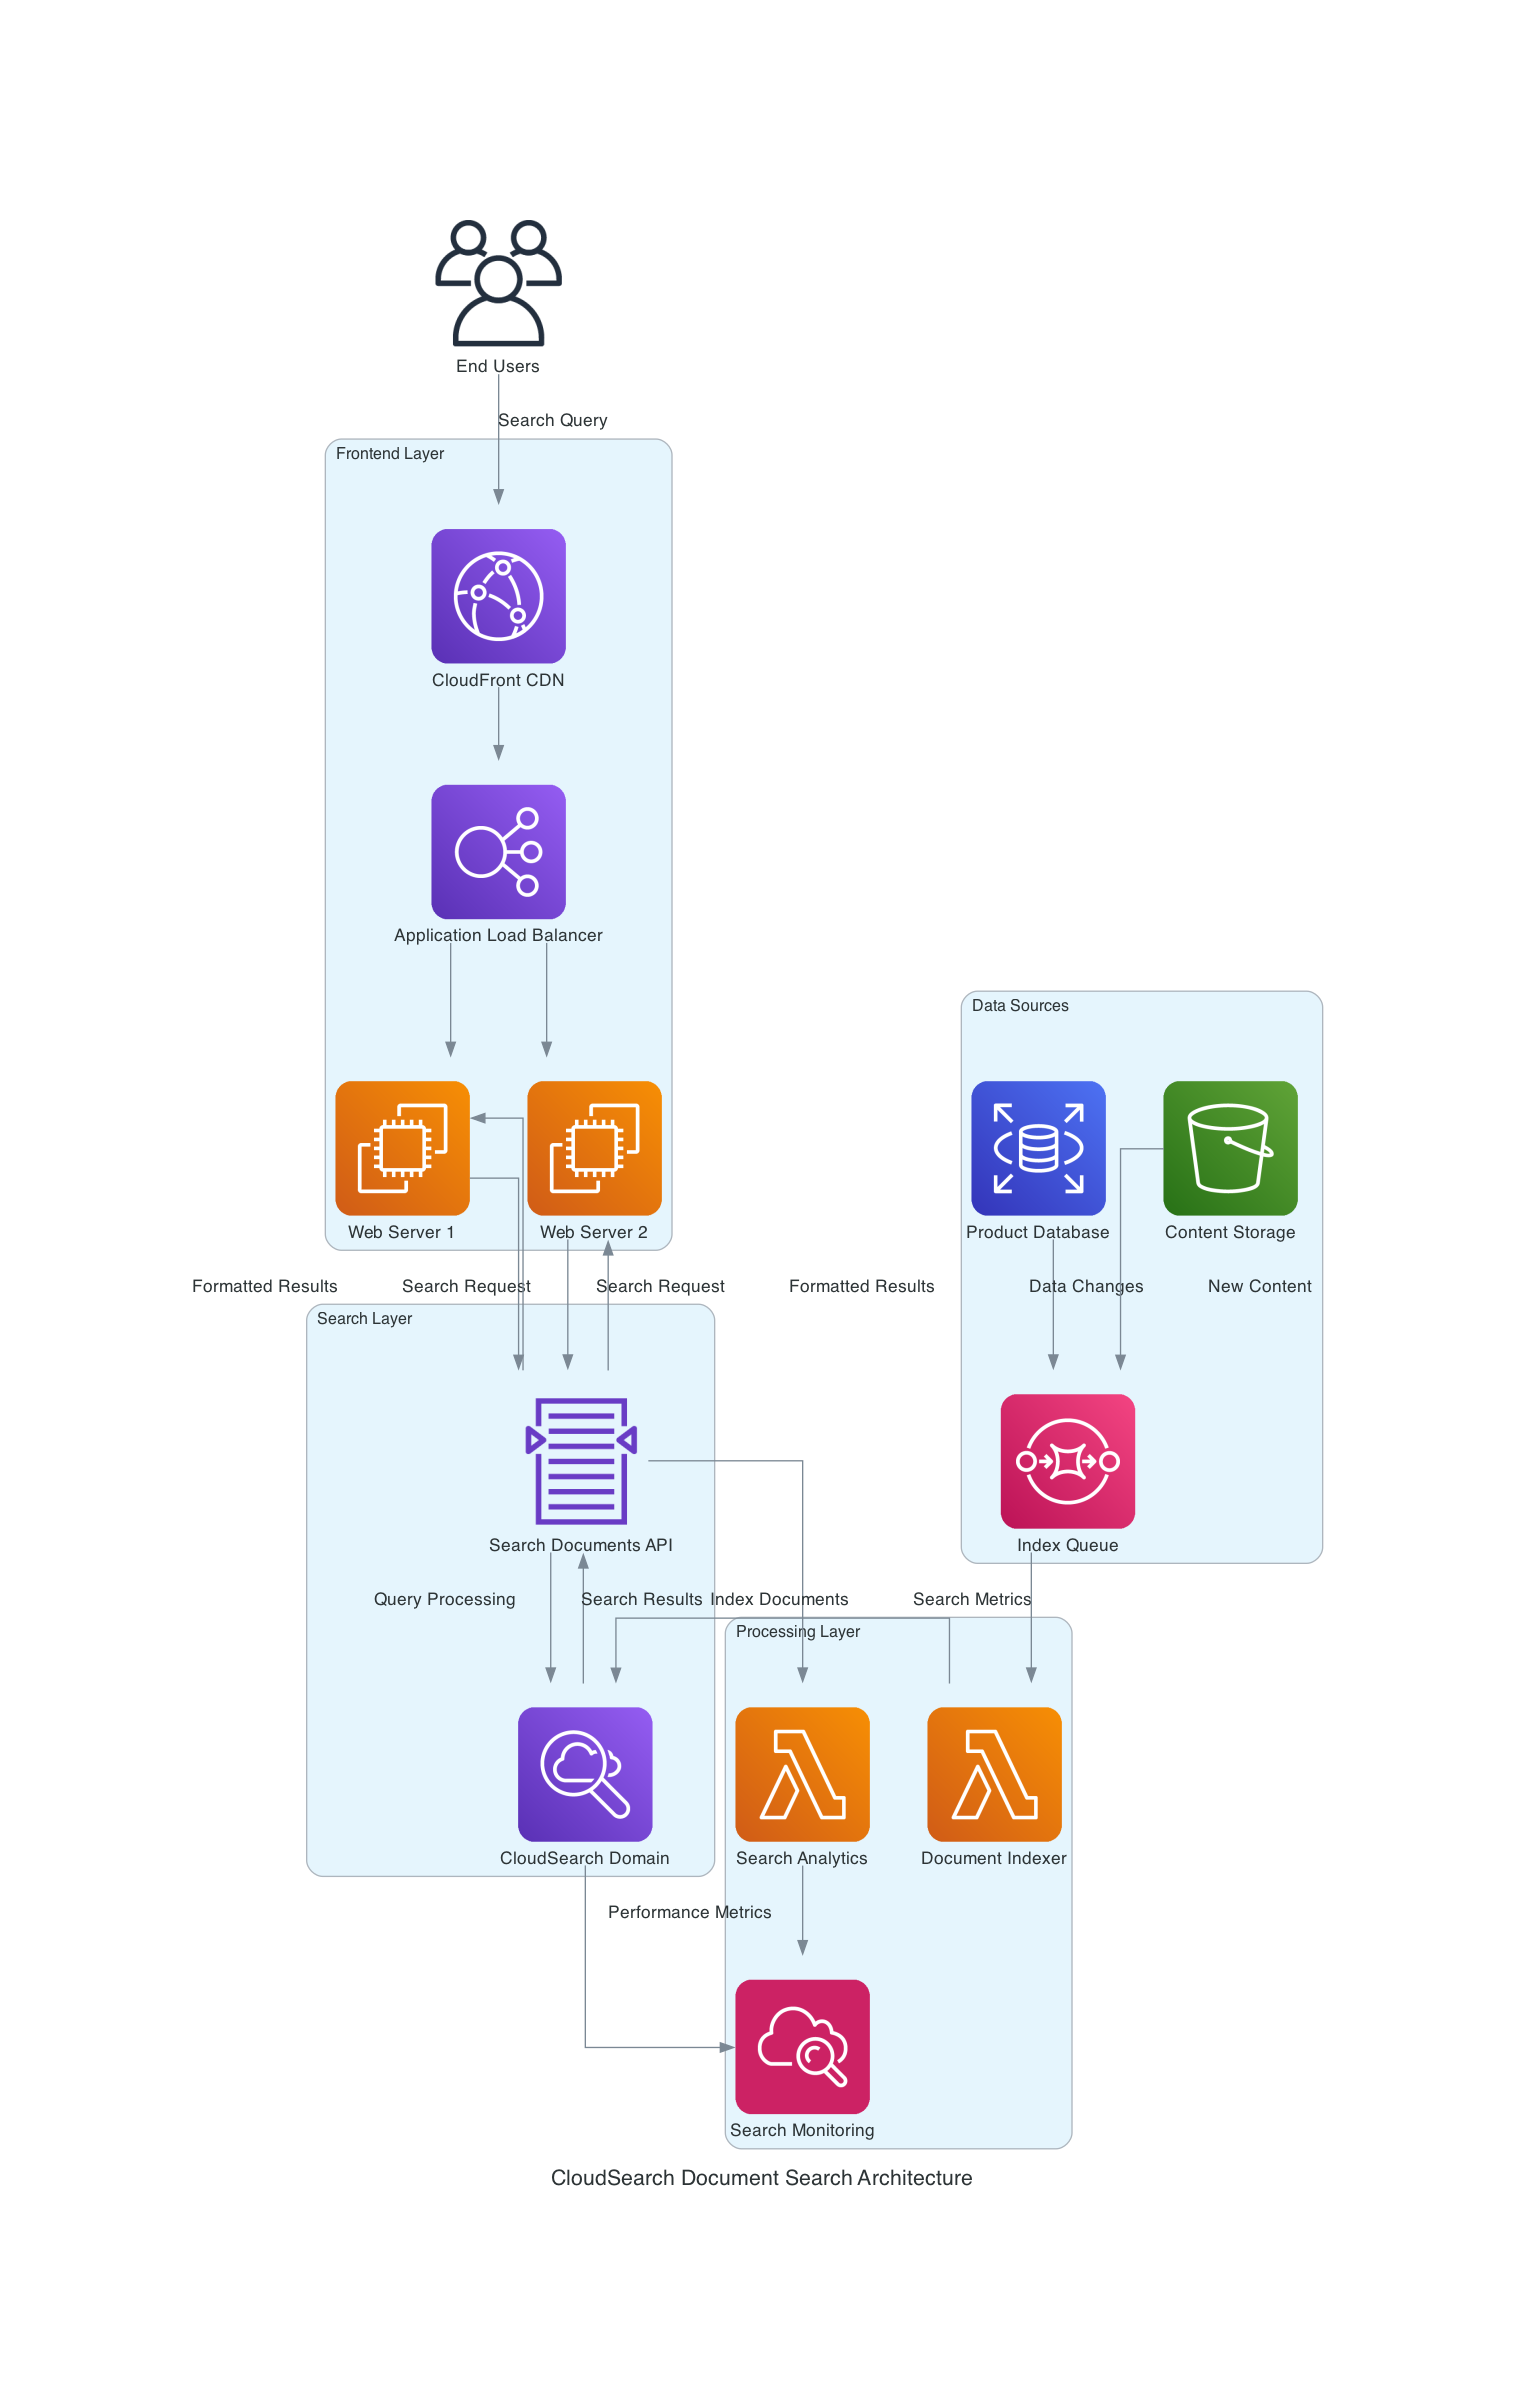 End Users
Search Query
Frontend Layer
CloudFront CDN
Application Load Balancer
Data Sources
Web Server 1
Web Server 2
Product Database
Content Storage
Formatted Results
Search Request
Search Request
Formatted Results
Data Changes
New Content
Search Layer
Search Documents API
Index Queue
Query Processing
Search Results
Index Documents
Search Metrics
Processing Layer
CloudSearch Domain
Search Analytics
Document Indexer
Performance Metrics
Search Monitoring
CloudSearch Document Search Architecture